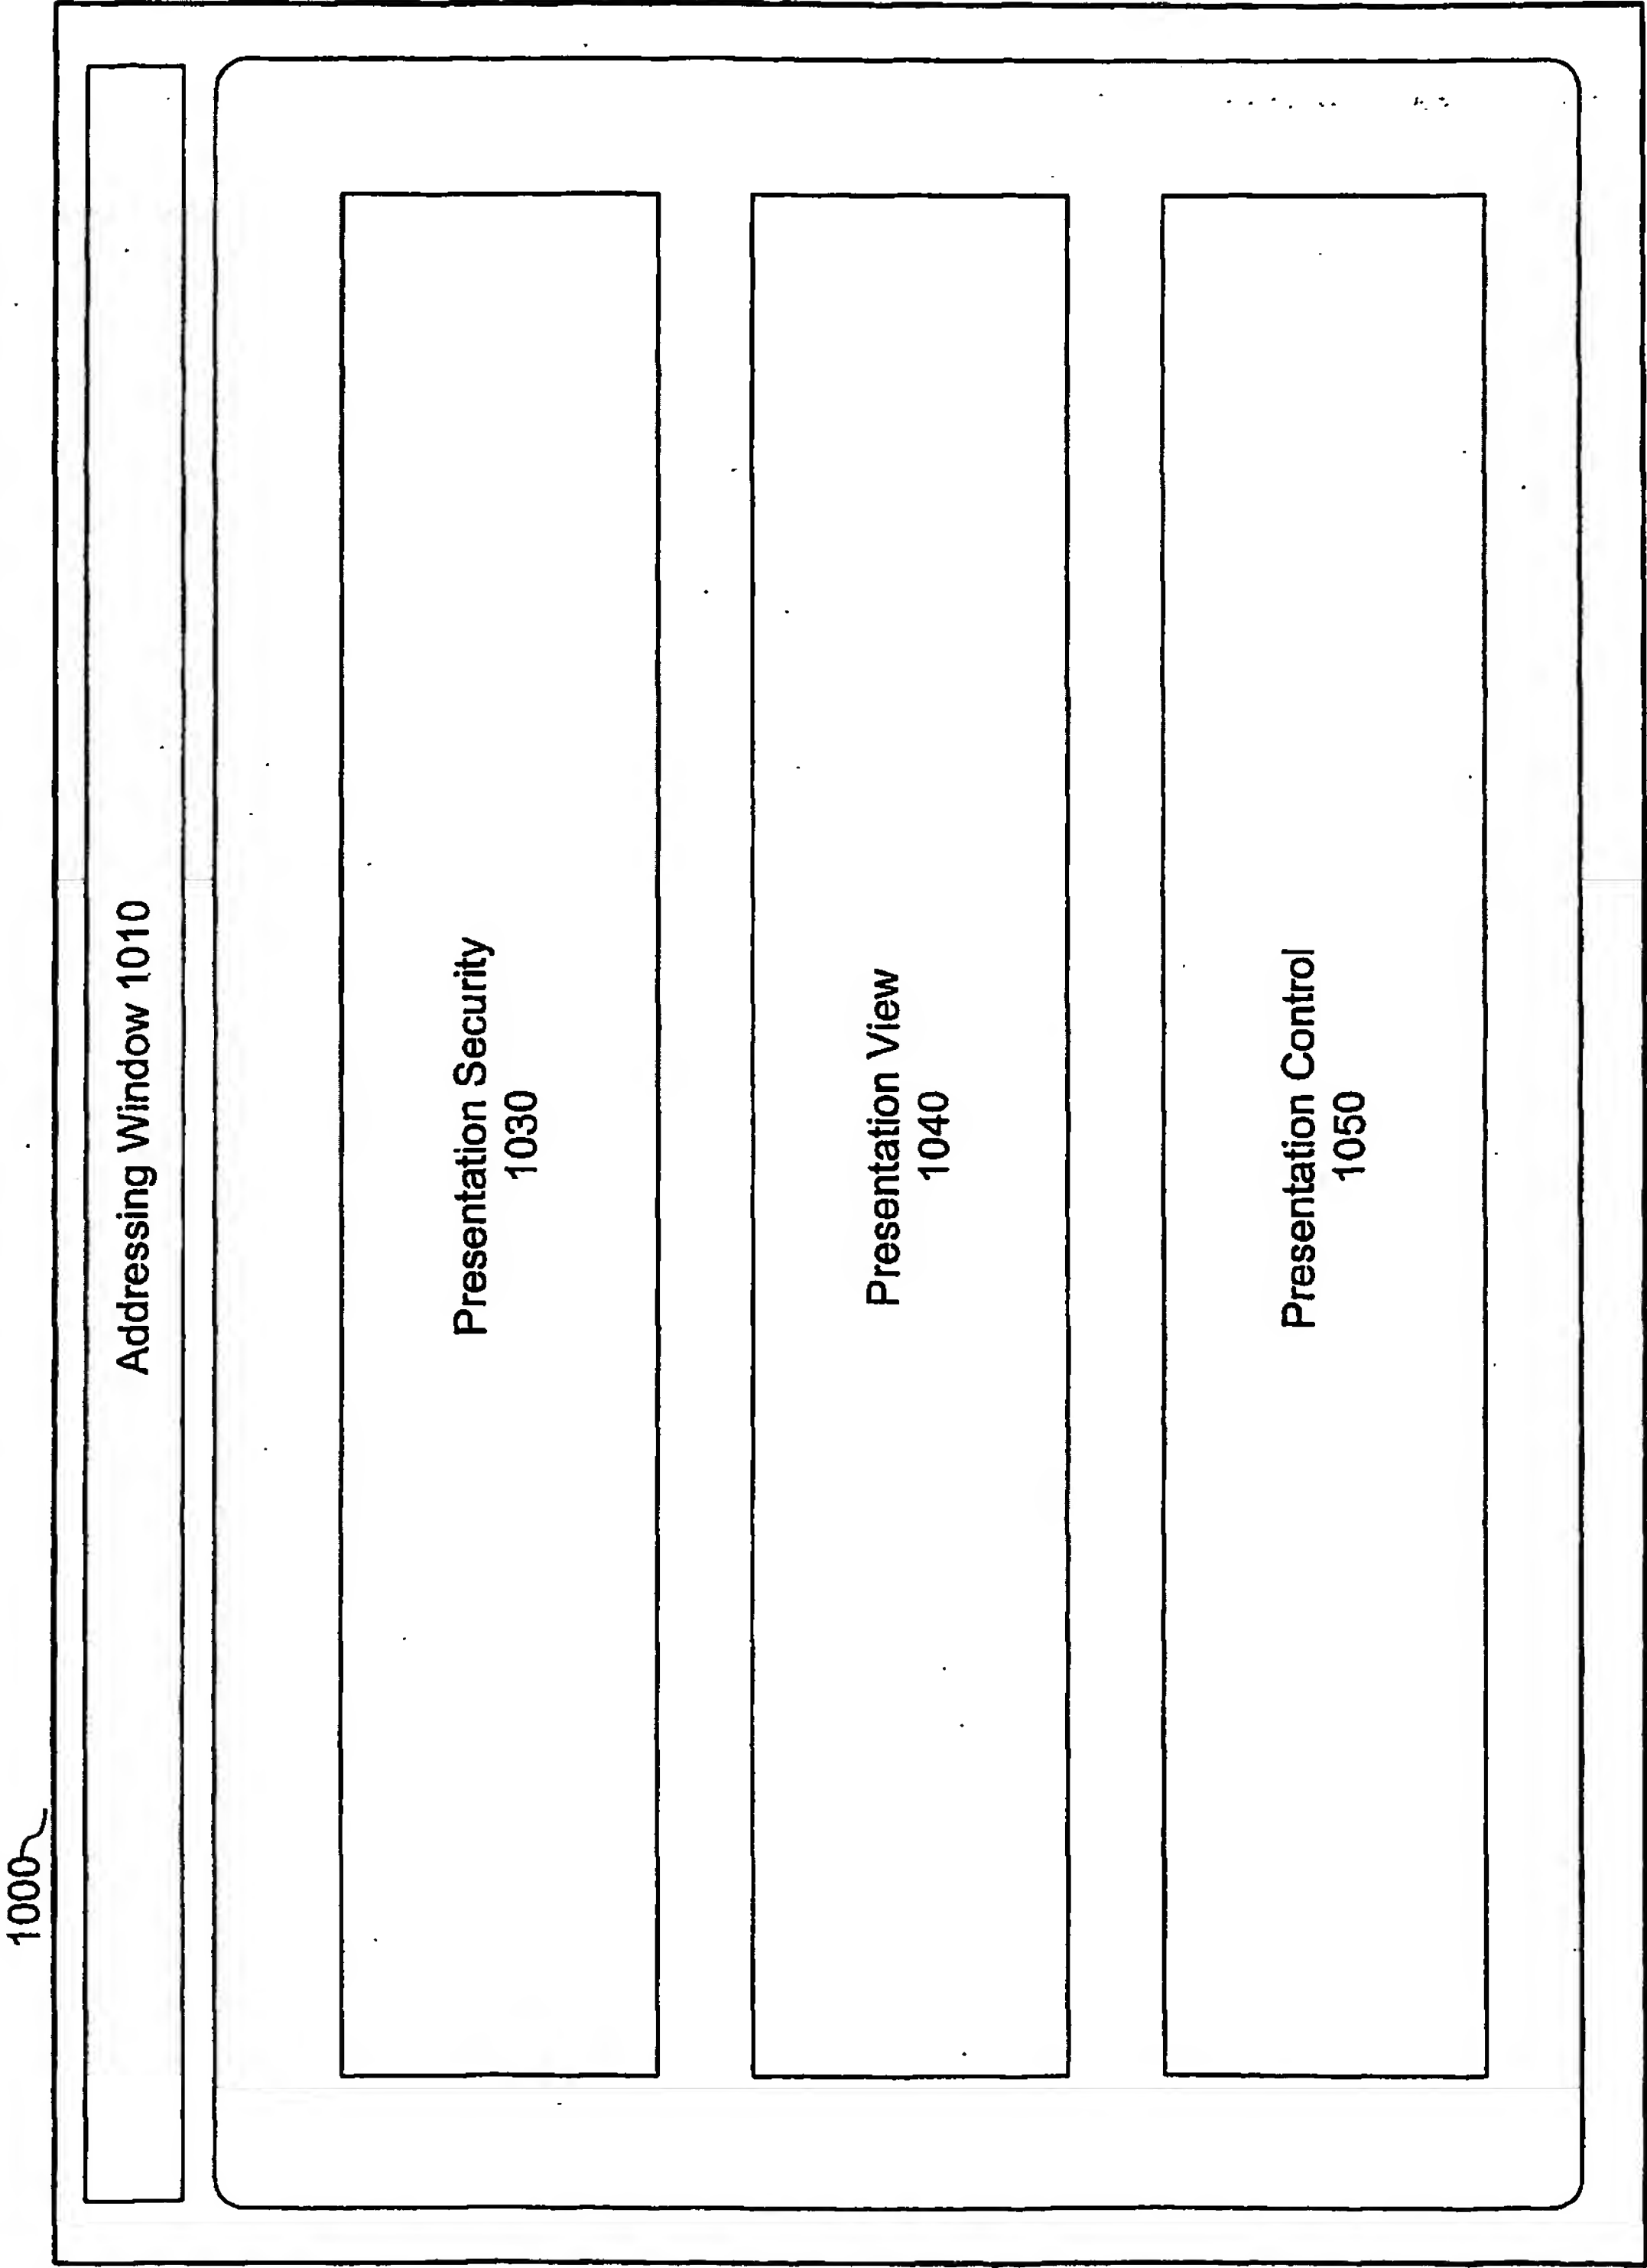 1000
Addressing Window 1010
Presentation Security
1030
Presentation View
1040
Presentation Control
1050